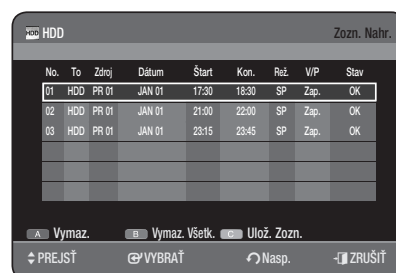 HDD HDD Zozn. Nahr.
No. To Zdroj Dátum Štart Kon. Rež. V/P Stav
01 HDD PR 01 JAN 01 17:30 18:30 SP Zap. OK
02 HDD PR 01 JAN 01 21:00 22:00 SP Zap. OK
03 HDD PR 01 JAN 01 23:15 23:45 SP Zap. OK
A Vymaz. B Vymaz. Všetk. C Ulož. Zozn.
PREJSŤ VYBRAŤ Nasp. ZRUŠIŤ